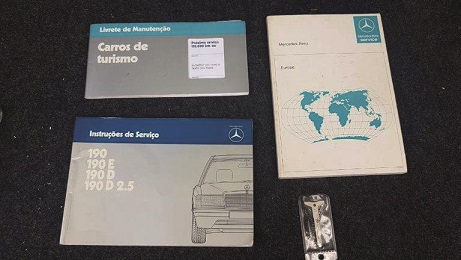 Livrete de Manutenção
Carros de
turismo
Mercedes-Benz
service
Mercedes-Benz
Europe
Instruções de Serviço
190
190 E
190 D
190 D 2.5